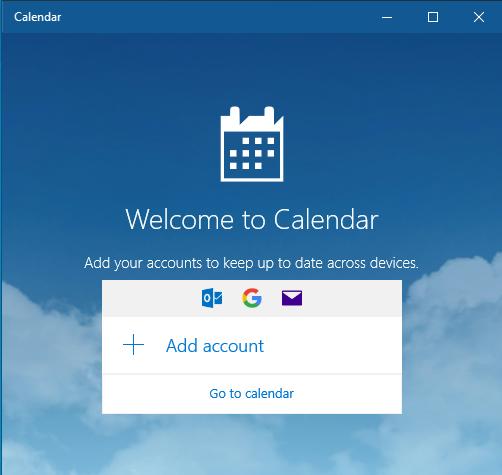 Calendar
Welcome to Calendar
Add your accounts to keep up to date across devices.
Add account
Go to calendar